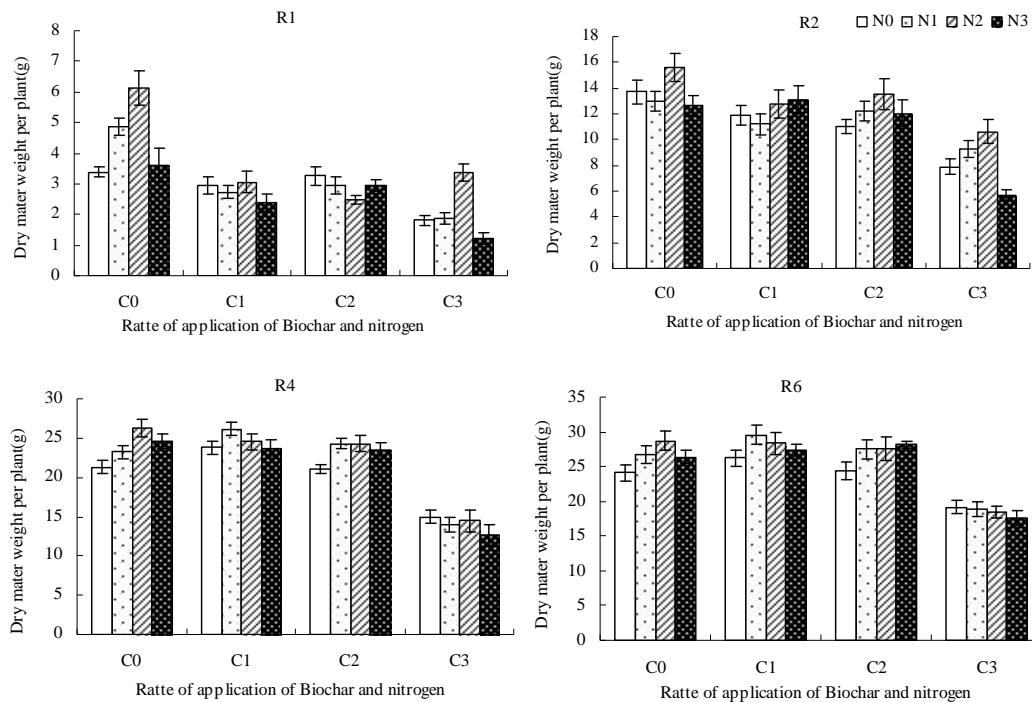 R1
Dry mater weight per plant(g)
8
7
6
5
4
3
2
1
0
C0 C1 C2 C3
Ratte of application of Biochar and nitrogen
R2
N0 N1 N2 N3
Dry mater weight per plant(g)
18
16
14
12
10
8
6
4
2
0
C0 C1 C2 C3
Ratte of application of Biochar and nitrogen
R4
Dry mater weight per plant(g)
30
25
20
15
10
5
0
C0 C1 C2 C3
Ratte of application of Biochar and nitrogen
R6
Dry mater weight per plant(g)
35
30
25
20
15
10
5
0
C0 C1 C2 C3
Ratte of application of Biochar and nitrogen